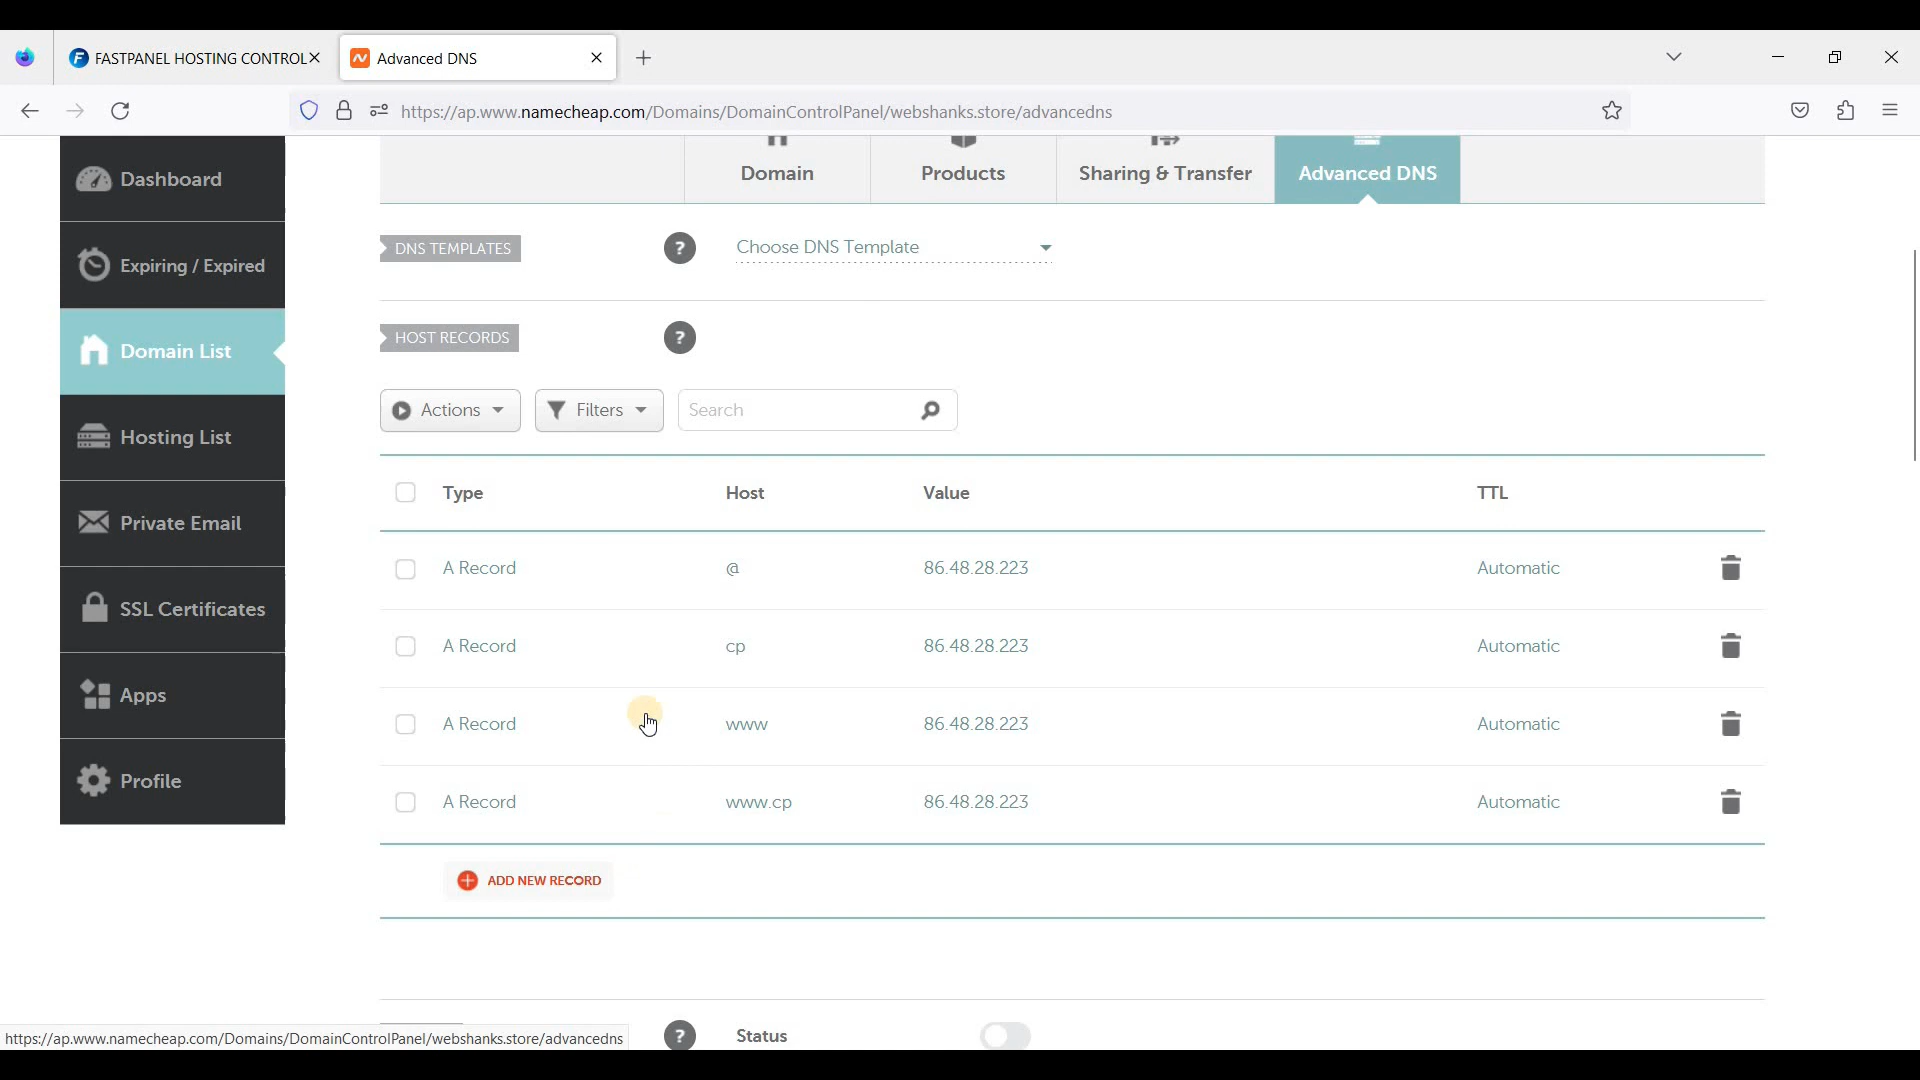 FASTPANEL HOSTING CONTROL
Advanced DNS
https://ap.www.namecheap.com/Domains/DomainControlPanel/webshanks.store/advancedns
Dashboard
Expiring / Expired
Domain List
Hosting List
Private Email
SSL Certificates
Apps
Profile
Domain
Products
Sharing & Transfer
Advanced DNS
DNS TEMPLATES
?
Choose DNS Template
HOST RECORDS
?
Actions
Filters
Search
Type Host Value TTL
A Record @ 86.48.28.223 Automatic
A Record cp 86.48.28.223 Automatic
A Record www 86.48.28.223 Automatic
A Record www.cp 86.48.28.223 Automatic
ADD NEW RECORD
? Status
https://ap.www.namecheap.com/Domains/DomainControlPanel/webshanks.store/advancedns